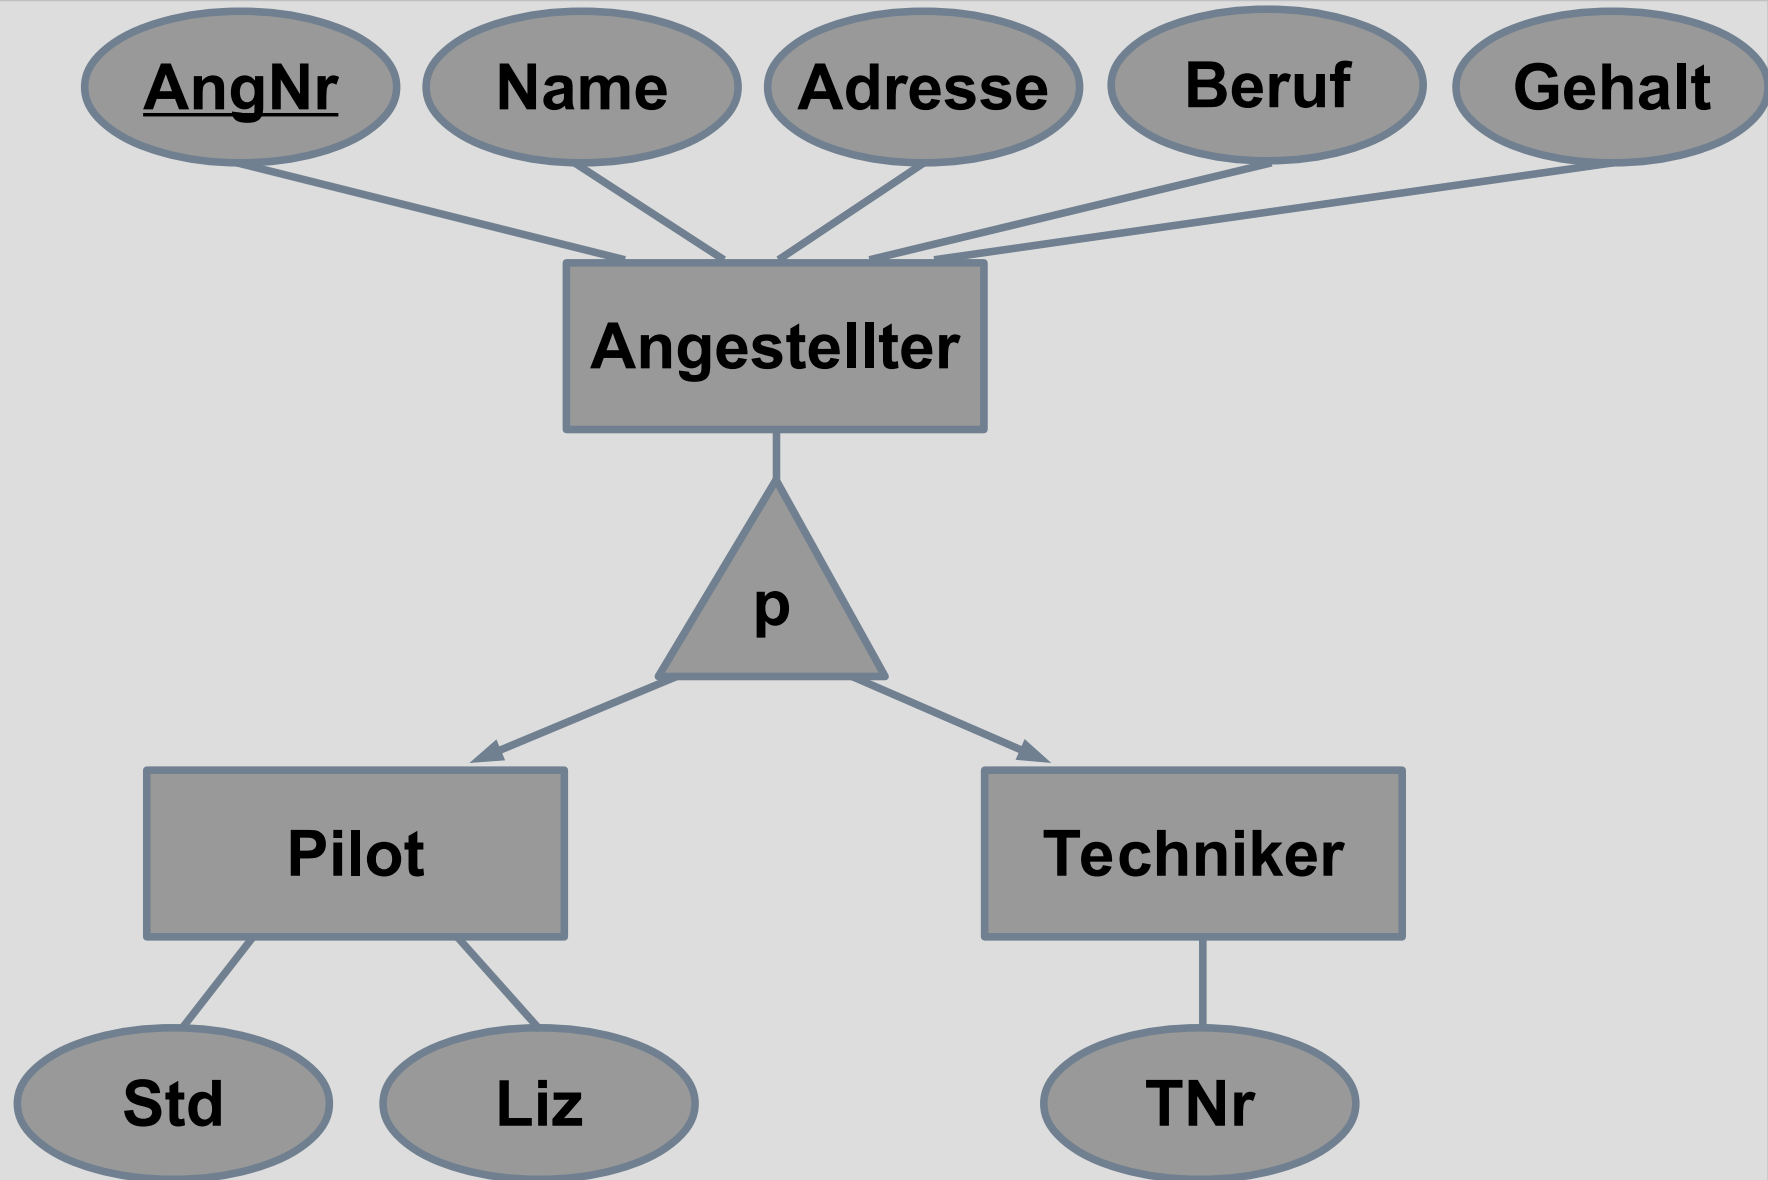 AngNr
Name
Adresse
Beruf
Gehalt
Angestellter
p
Pilot
Techniker
Std
Liz
TNr